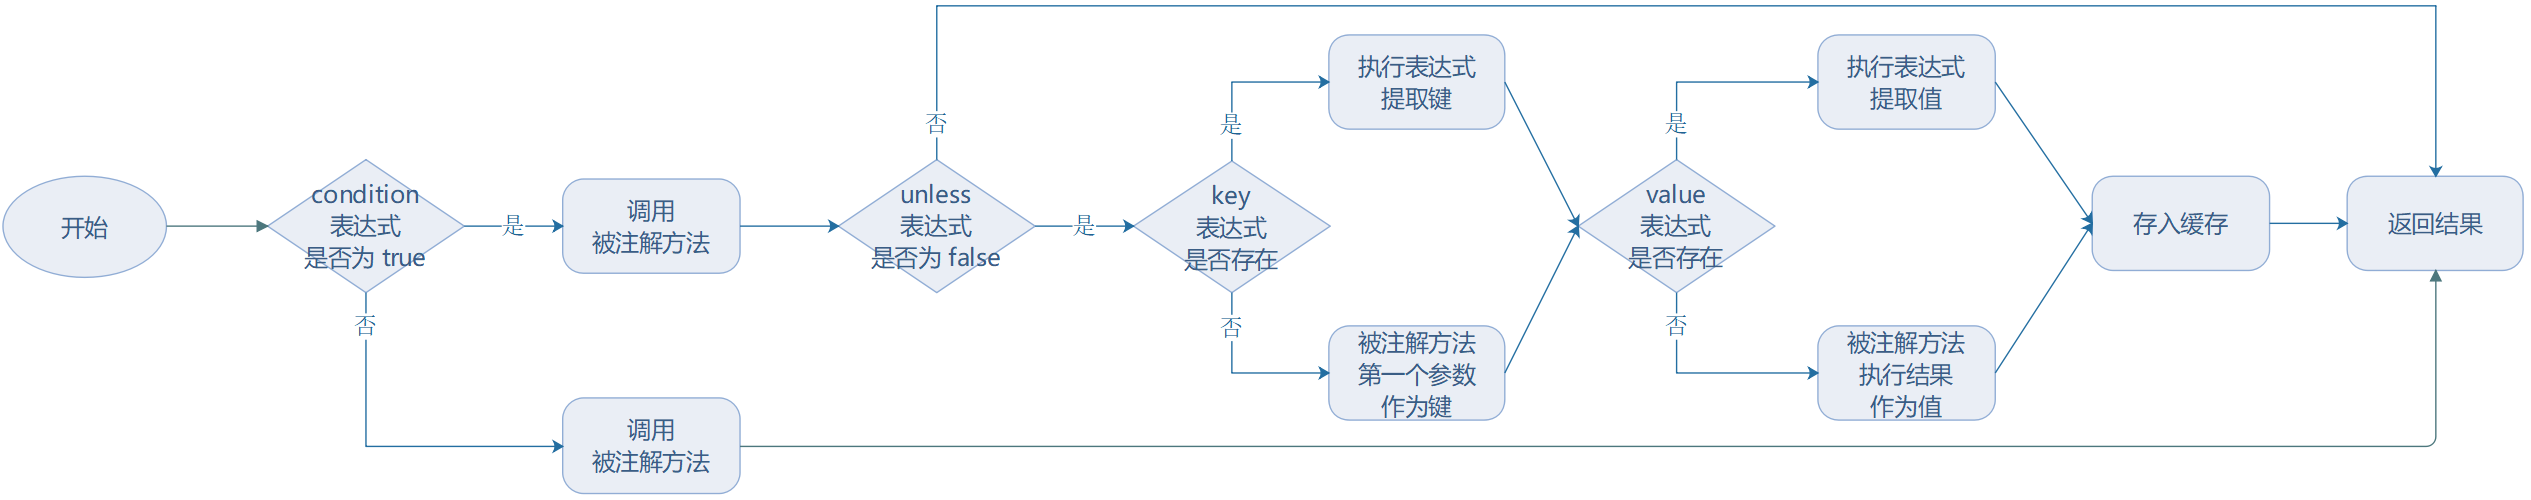 开始
condition
表达式
是否为 true
是
否
调用
被注解方法
调用
被注解方法
unless
表达式
是否为 false
否
是
key
表达式
是否存在
是
否
执行表达式
提取键
被注解方法
第一个参数
作为键
value
表达式
是否存在
是
否
执行表达式
提取值
被注解方法
执行结果
作为值
存入缓存
返回结果